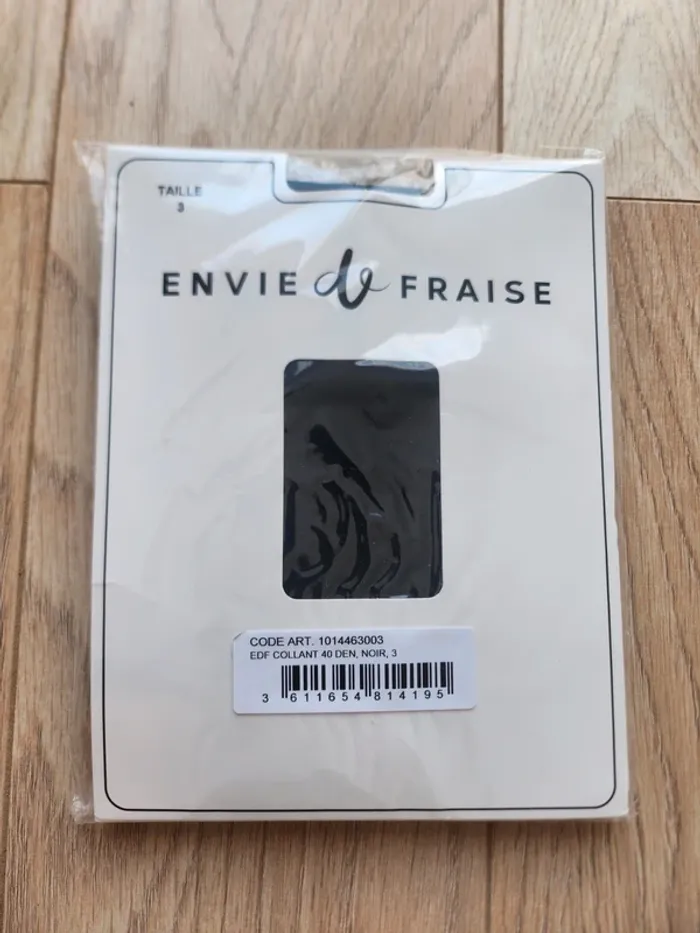 TAILLE
3
ENVIE de FRAISE
CODE ART. 1014463003
EDF COLLANT 40 DEN, NOIR, 3
3 611654 814195